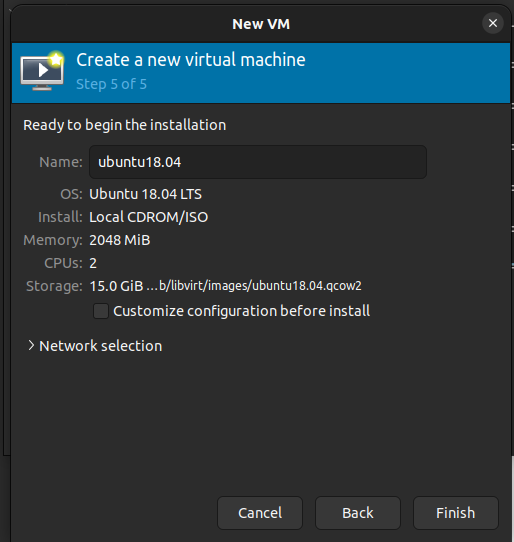 New VM
Create a new virtual machine
Step 5 of 5
Ready to begin the installation
Name: ubuntu18.04
OS: Ubuntu 18.04 LTS
Install: Local CDROM/ISO
Memory: 2048 MiB
CPUs: 2
Storage: 15.0 GiB ...b/libvirt/images/ubuntu18.04.qcow2
Customize configuration before install
Network selection
Cancel Back Finish